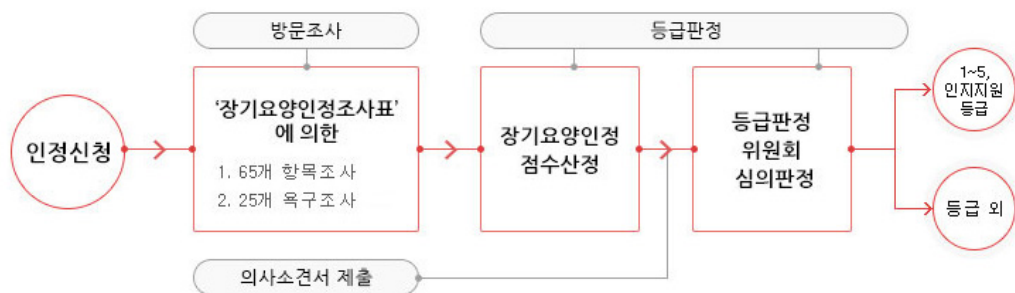 방문조사
등급판정
인정신청
‘장기요양인정조사표’
에 의한
1. 65개 항목조사
2. 25개 욕구조사
장기요양인정
점수산정
등급판정
위원회
심의판정
1~5,
인지지원
등급
등급 외
의사소견서 제출